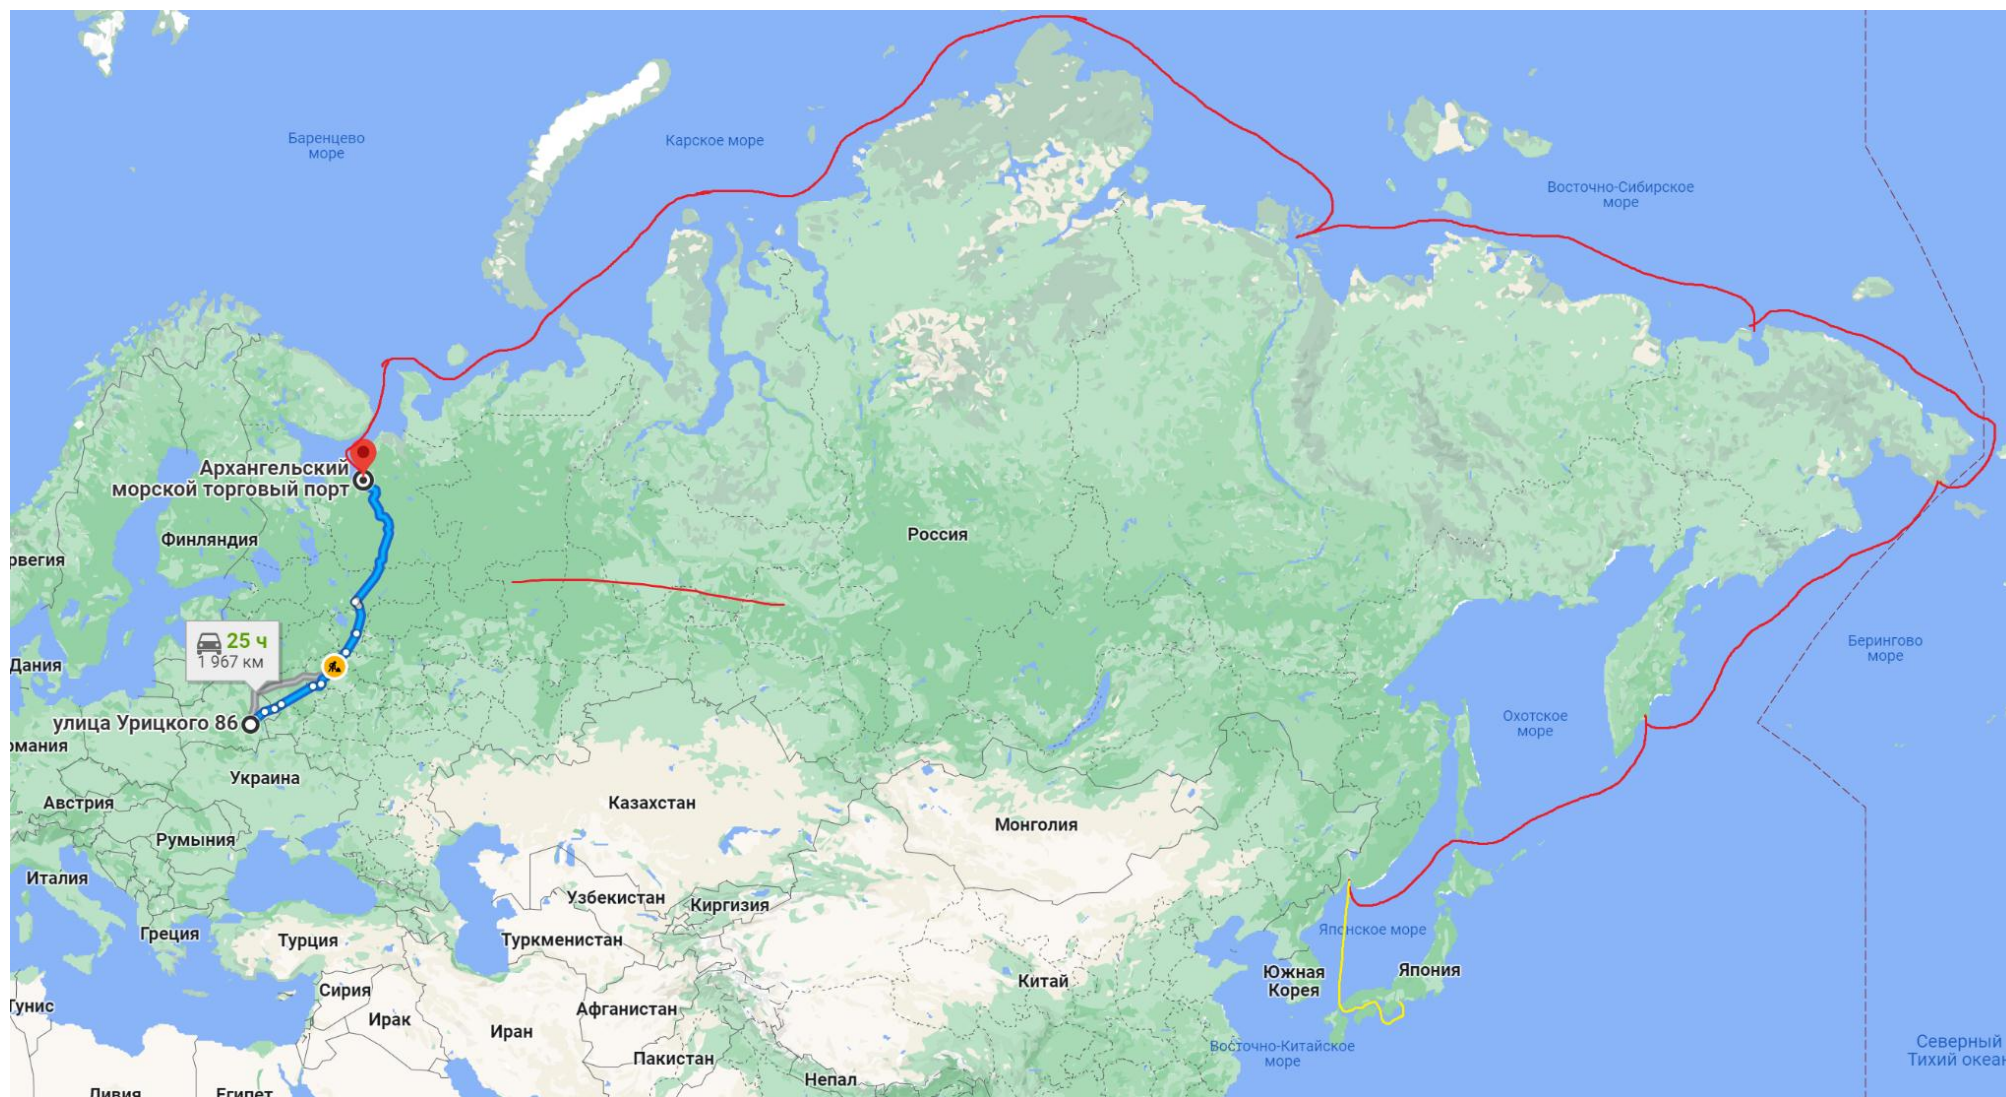 Баренцево
море
Карское море
Восточно-Сибирское
море
Архангельский
морской торговый порт
Финляндия
рвегия
Россия
25 ч
1 967 км
Дания
улица Урицкого 86
рмания
Украина
Берингово
море
Охотское
море
Австрия
Казахстан
Монголия
Румыния
Италия
Узбекистан
Киргизия
Греция
Турция
Туркменистан
Японское море
Южная
Корея
Япония
Китай
Сирия
Тунис
Ирак
Иран
Афганистан
Пакистан
Восточно-Китайское
море
Северный
Тихий океан
Непал
Ливия
Египет